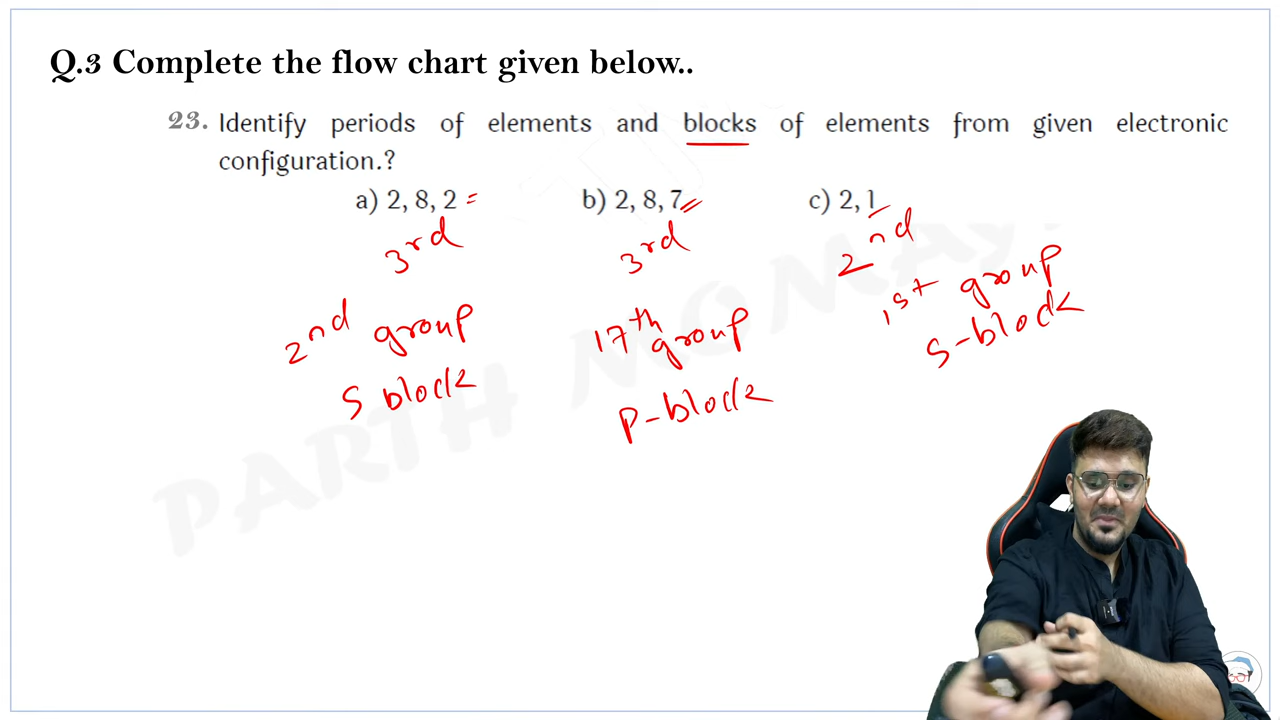 Q.3 Complete the flow chart given below..
23. Identify periods of elements and blocks of elements from given electronic
configuration.?
a) 2, 8, 2 = b) 2, 8, 7 = c) 2, 1
3rd 3rd 2nd
2nd group 17th group 1st group
S block P-block S-block
PARTH MOMAY